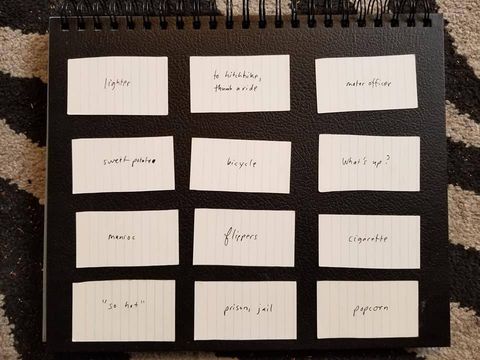 lighter
to hitchhike,
thumb a ride
motor officer
sweet potato
bicycle
What's up?
manioc
flippers
cigarette
"so hot"
prison, jail
popcorn